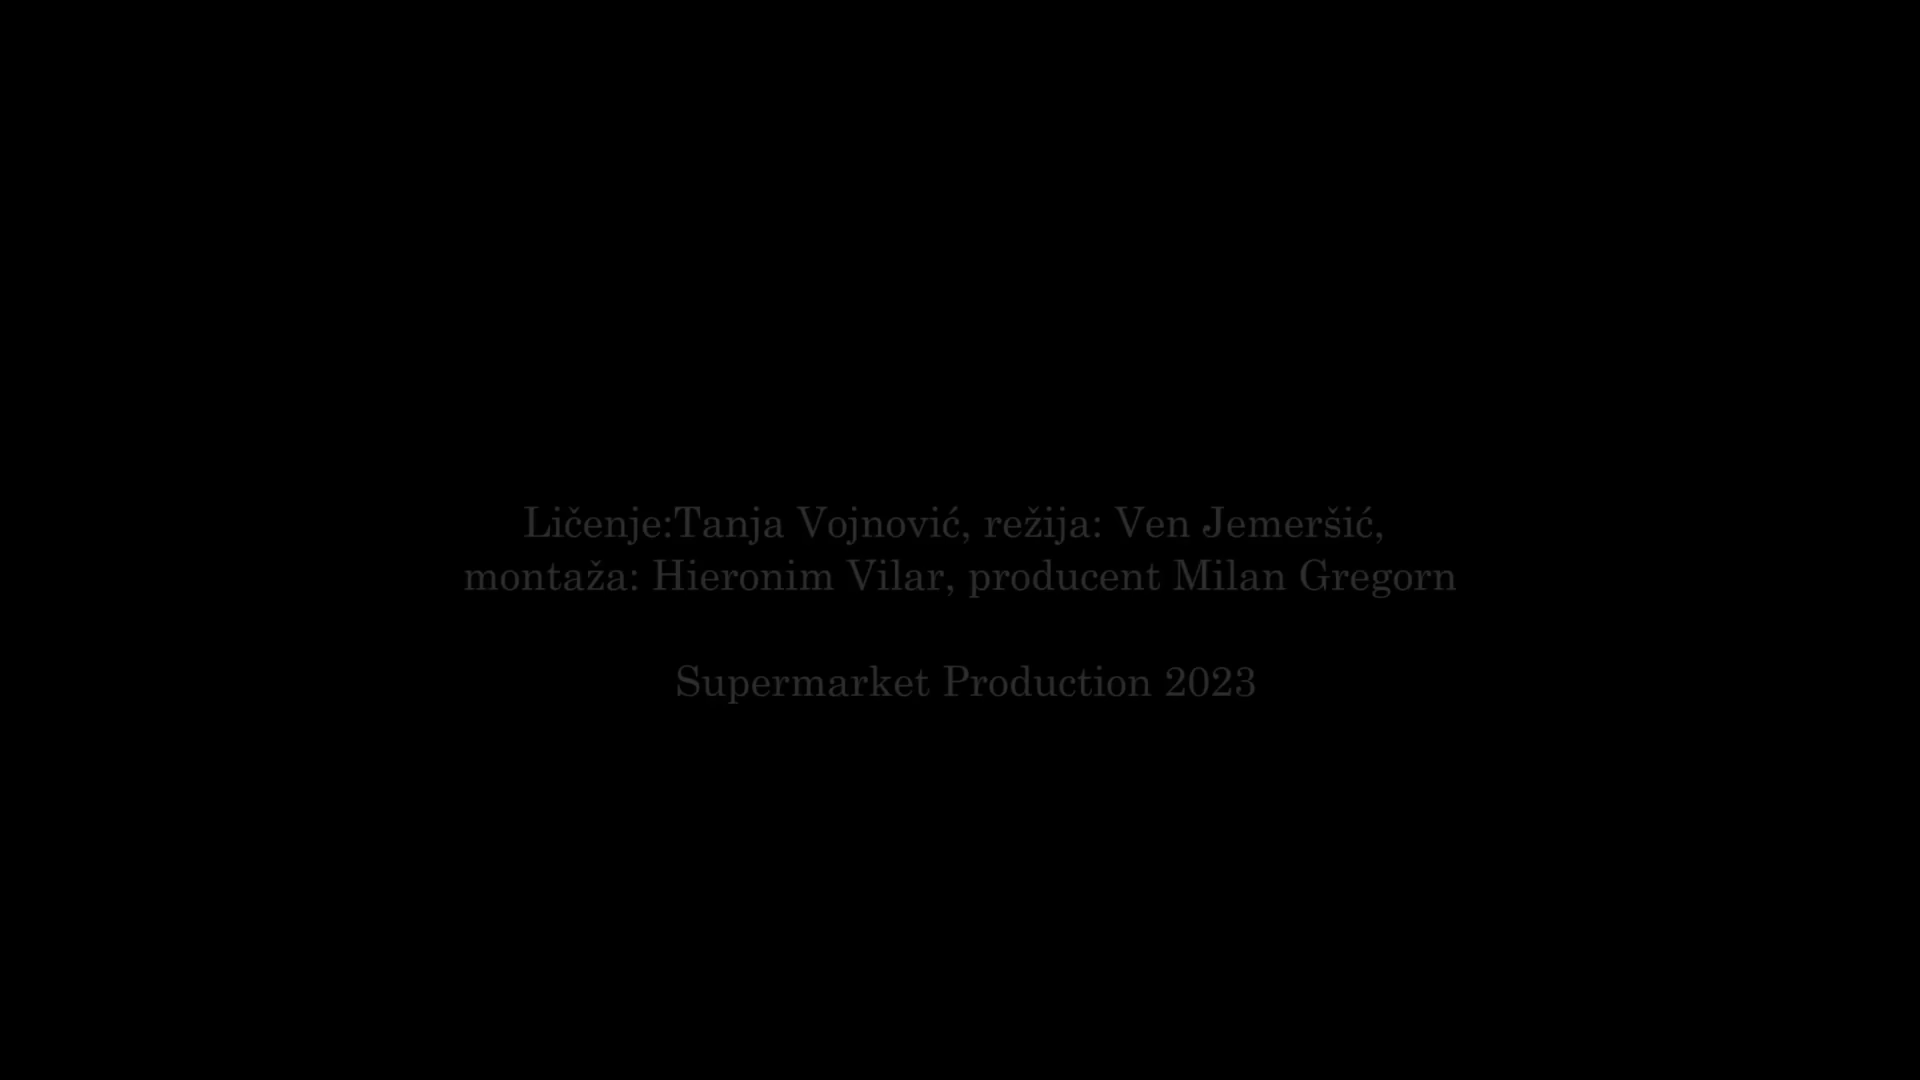 Ličenje:Tanja Vojnović, režija: Ven Jemeršić,
montaža: Hieronim Vilar, producent Milan Gregorn
Supermarket Production 2023